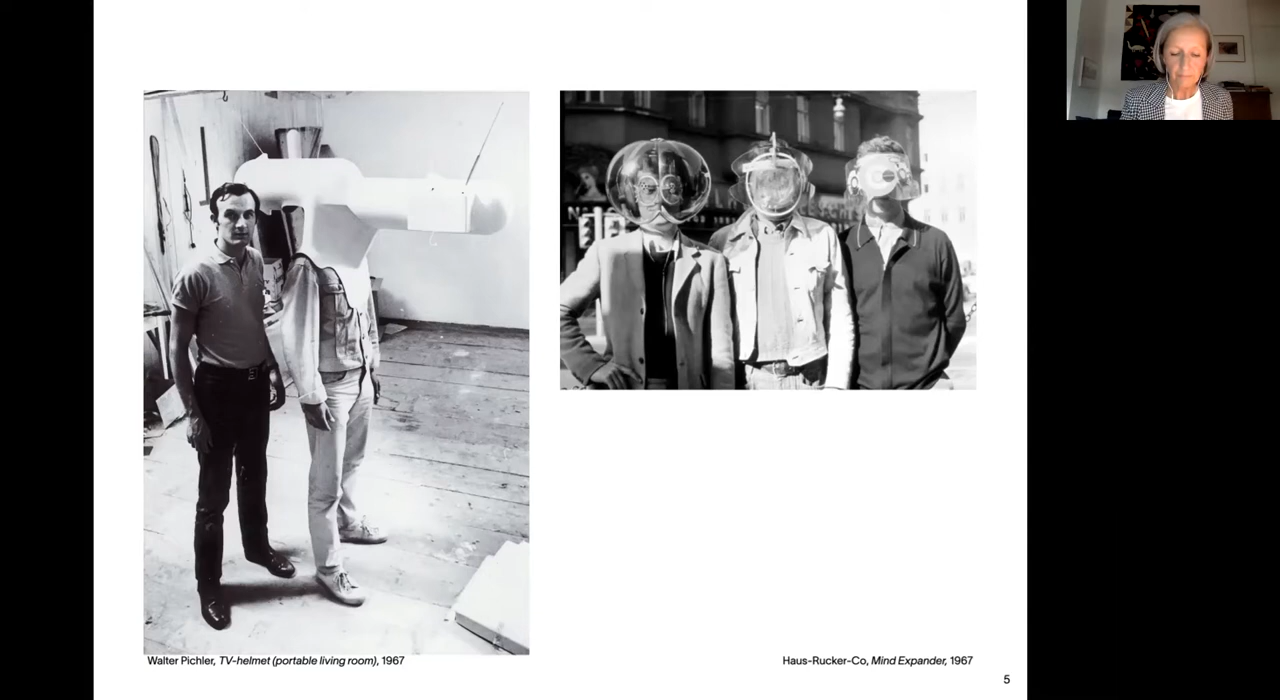 Walter Pichler, TV-helmet (portable living room), 1967
Haus-Rucker-Co, Mind Expander, 1967
5